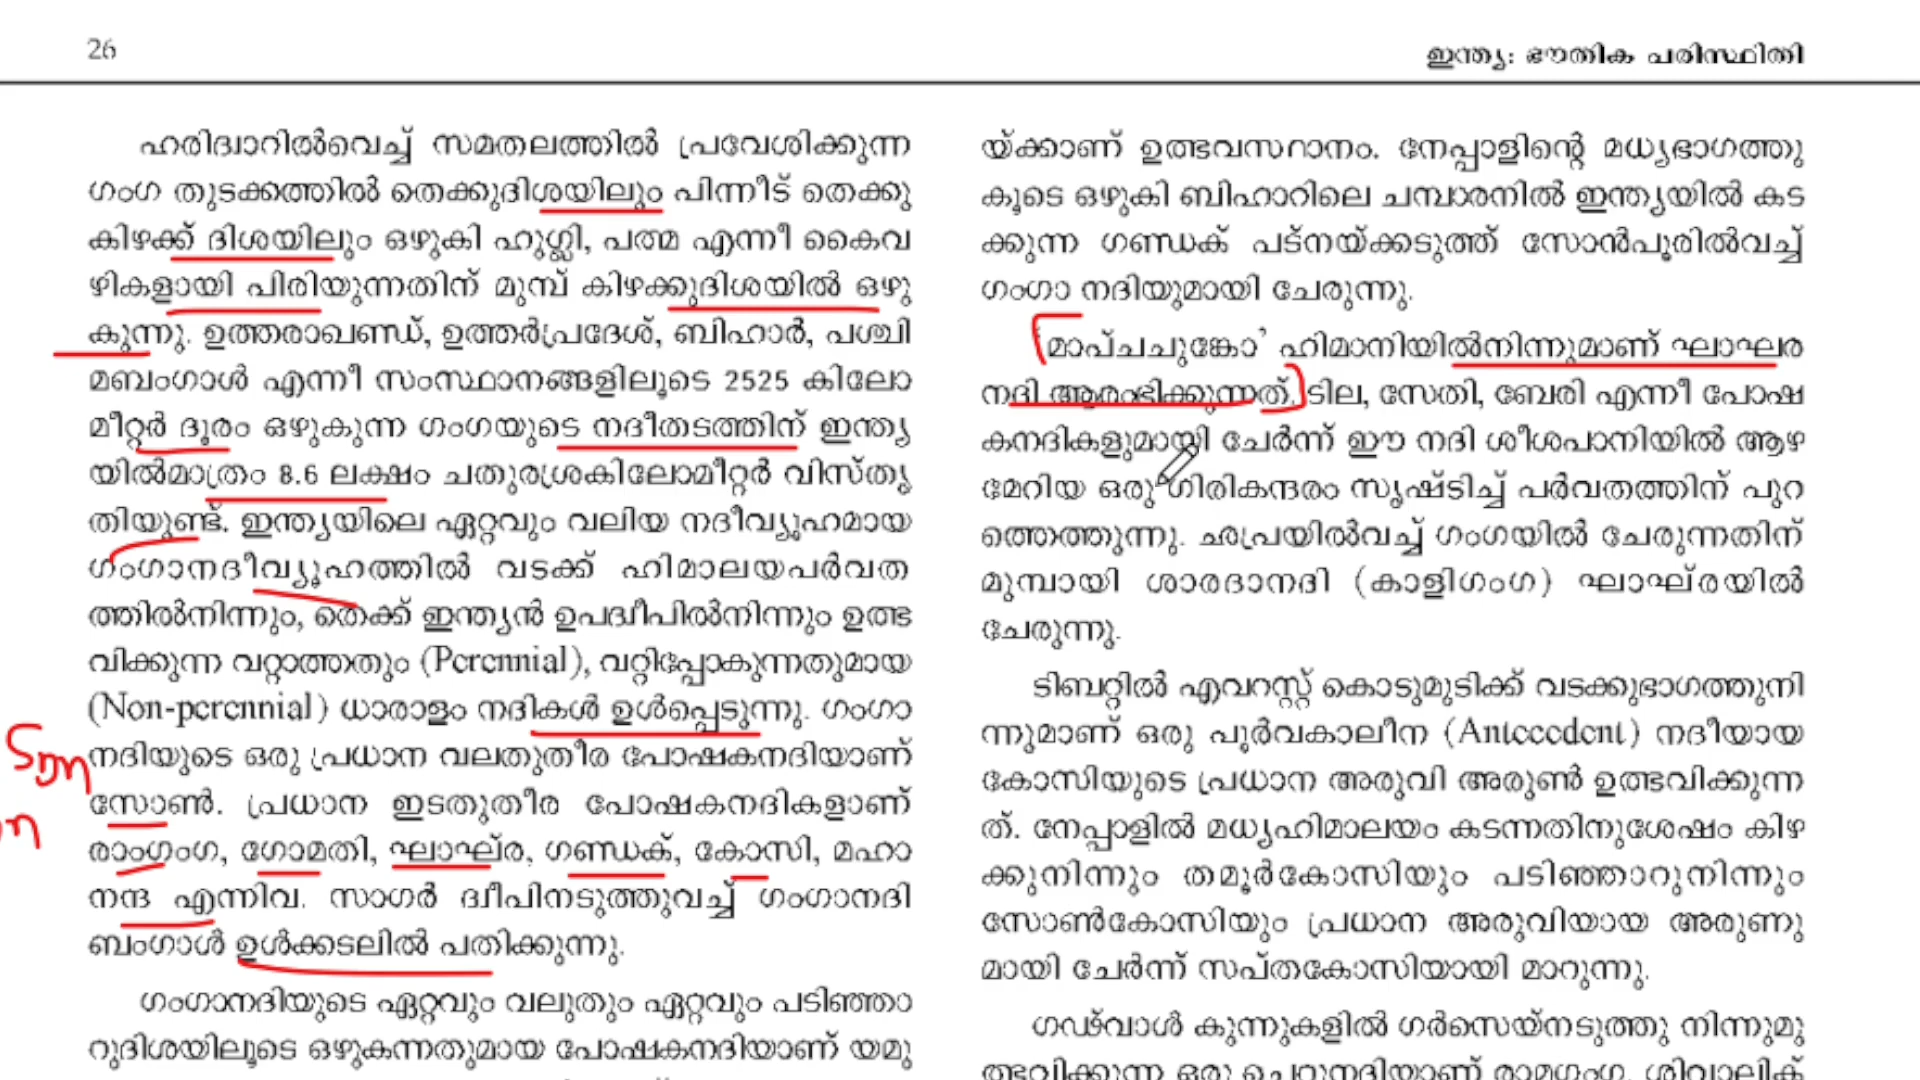 26
ഇന്ത്യ: ഭൗതിക പരിസ്ഥിതി
ഹരിദ്വാറിൽവെച്ച് സമതലത്തിൽ പ്രവേശിക്കുന്ന
ഗംഗ തുടക്കത്തിൽ തെക്കുദിശയിലും പിന്നീട് തെക്കു
കിഴക്ക് ദിശയിലും ഒഴുകി ഹുഗ്ലി, പത്മ എന്നീ കൈവ
ഴികളായി പിരിയുന്നതിന് മുമ്പ് കിഴക്കുദിശയിൽ ഒഴു
കുന്നു. ഉത്തരാഖണ്ഡ്, ഉത്തർപ്രദേശ്, ബിഹാർ, പശ്ചി
മബംഗാൾ എന്നീ സംസ്ഥാനങ്ങളിലൂടെ 2525 കിലോ
മീറ്റർ ദൂരം ഒഴുകുന്ന ഗംഗയുടെ നദീതടത്തിന് ഇന്ത്യ
യിൽമാത്രം 8.6 ലക്ഷം ചതുരശ്രകിലോമീറ്റർ വിസ്തൃ
തിയുണ്ട്. ഇന്ത്യയിലെ ഏറ്റവും വലിയ നദീവ്യൂഹമായ
ഗംഗാനദീവ്യൂഹത്തിൽ വടക്ക് ഹിമാലയപർവത
ത്തിൽനിന്നും, തെക്ക് ഇന്ത്യൻ ഉപദ്വീപിൽനിന്നും ഉത്ഭ
വിക്കുന്ന വറ്റാത്തതും (Perennial), വറ്റിപ്പോകുന്നതുമായ
(Non-perennial) ധാരാളം നദികൾ ഉൾപ്പെടുന്നു. ഗംഗാ
നദിയുടെ ഒരു പ്രധാന വലതുതീര പോഷകനദിയാണ്
സോൺ. പ്രധാന ഇടതുതീര പോഷകനദികളാണ്
രാംഗംഗ, ഗോമതി, ഘാഘ്ര, ഗണ്ഡക്, കോസി, മഹാ
നന്ദ എന്നിവ. സാഗർ ദ്വീപിനടുത്തുവച്ച് ഗംഗാനദി
ബംഗാൾ ഉൾക്കടലിൽ പതിക്കുന്നു.
ഗംഗാനദിയുടെ ഏറ്റവും വലുതും ഏറ്റവും പടിഞ്ഞാ
റുദിശയിലൂടെ ഒഴുകുന്നതുമായ പോഷകനദിയാണ് യമു
Son
യ്ക്കാണ് ഉത്ഭവസ്ഥാനം. നേപ്പാളിന്റെ മധ്യഭാഗത്തു
കൂടെ ഒഴുകി ബിഹാറിലെ ചമ്പാരനിൽ ഇന്ത്യയിൽ കട
ക്കുന്ന ഗണ്ഡക് പട്നയ്ക്കടുത്ത് സോൻപൂരിൽവച്ച്
ഗംഗാ നദിയുമായി ചേരുന്നു.
'മാപ്ചചുങ്കോ' ഹിമാനിയിൽനിന്നുമാണ് ഘാഘര
നദി ആരംഭിക്കുന്നത്. ടില, സേതി, ബേരി എന്നീ പോഷ
കനദികളുമായി ചേർന്ന് ഈ നദി ശീശപാനിയിൽ ആഴ
മേറിയ ഒരു ഗിരികന്ദരം സൃഷ്ടിച്ച് പർവതത്തിന് പുറ
ത്തെത്തുന്നു. ഛപ്രയിൽവച്ച് ഗംഗയിൽ ചേരുന്നതിന്
മുമ്പായി ശാരദാനദി (കാളിഗംഗ) ഘാഘ്രയിൽ
ചേരുന്നു.
ടിബറ്റിൽ എവറസ്റ്റ് കൊടുമുടിക്ക് വടക്കുഭാഗത്തുനി
ന്നുമാണ് ഒരു പൂർവകാലീന (Antecedent) നദീയായ
കോസിയുടെ പ്രധാന അരുവി അരുൺ ഉത്ഭവിക്കുന്ന
ത്. നേപ്പാളിൽ മധ്യഹിമാലയം കടന്നതിനുശേഷം കിഴ
ക്കുനിന്നും തമൂർകോസിയും പടിഞ്ഞാറുനിന്നും
സോൺകോസിയും പ്രധാന അരുവിയായ അരുണു
മായി ചേർന്ന് സപ്തകോസിയായി മാറുന്നു.
ഗഢ്‌വാൾ കുന്നുകളിൽ ഗർസെയ്നടുത്തു നിന്നുമു
ത്ഭവിക്കുന്ന ഒരു ചെറുനദിയാണ് രാമഗംഗ. ശിവാലിക്